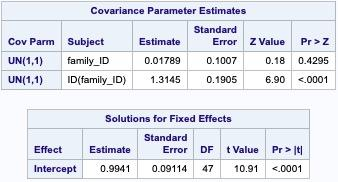 Covariance Parameter Estimates
Cov Parm Subject Estimate Standard Error Z Value Pr > Z
UN(1,1) family_ID 0.01789 0.1007 0.18 0.4295
UN(1,1) ID(family_ID) 1.3145 0.1905 6.90 <.0001
Solutions for Fixed Effects
Effect Estimate Standard Error DF t Value Pr > |t|
Intercept 0.9941 0.09114 47 10.91 <.0001